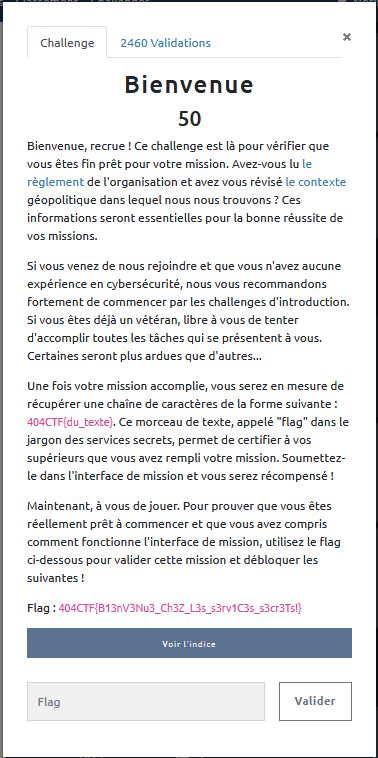 Challenge 2460 Validations ×
Bienvenue
50
Bienvenue, recrue ! Ce challenge est là pour vérifier que
vous êtes fin prêt pour votre mission. Avez-vous lu le
règlement de l'organisation et avez vous révisé le contexte
géopolitique dans lequel nous nous trouvons ? Ces
informations seront essentielles pour la bonne réussite de
vos missions.
Si vous venez de nous rejoindre et que vous n'avez aucune
expérience en cybersécurité, nous vous recommandons
fortement de commencer par les challenges d'introduction.
Si vous êtes déjà un vétéran, libre à vous de tenter
d'accomplir toutes les tâches qui se présentent à vous.
Certaines seront plus ardues que d'autres...
Une fois votre mission accomplie, vous serez en mesure de
récupérer une chaîne de caractères de la forme suivante :
404CTF{du_texte}. Ce morceau de texte, appelé "flag" dans le
jargon des services secrets, permet de certifier à vos
supérieurs que vous avez rempli votre mission. Soumettez-
le dans l'interface de mission et vous serez récompensé !
Maintenant, à vous de jouer. Pour prouver que vous êtes
réellement prêt à commencer et que vous avez compris
comment fonctionne l'interface de mission, utilisez le flag
ci-dessous pour valider cette mission et débloquer les
suivantes !
Flag : 404CTF{B13nV3Nu3_Ch3Z_L3s_s3rv1C3s_s3cr3Ts!}
Voir l'indice
Flag Valider